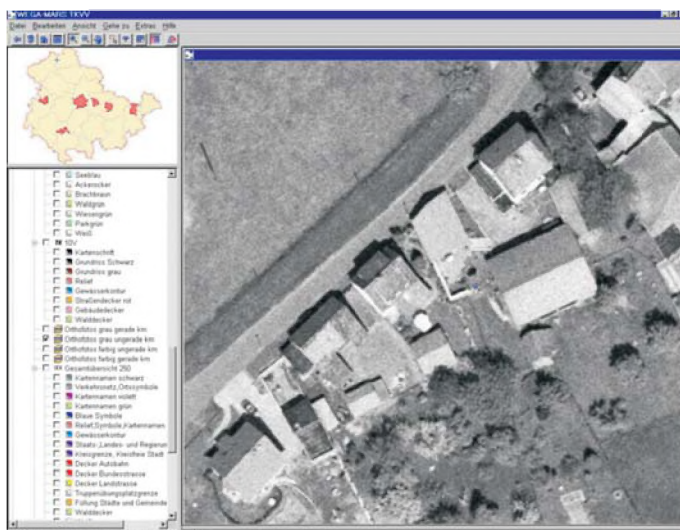 WEGA-MARS: TKVV
Datei Bearbeiten Ansicht Gehe zu Extras Hilfe
Seeblau
Ackerocker
Brachbraun
Waldgrün
Wiesengrün
Parkgrün
Weiß
10V
Kartenschrift
Grundriss Schwarz
Grundriss grau
Relief
Gewässerkontur
Straßendecker rot
Gebäudedecker
Walddecker
Orthofotos grau gerade km
Orthofotos grau ungerade km
Orthofotos farbig ungerade km
Orthofotos farbig gerade km
Gesamtübersicht 250
Kartennamen schwarz
Verkehrsnetz,Ortssymbole
Kartennamen violett
Kartennamen grün
Blaue Symbole
Relief,Symbole,Kartennamen
Gewässerkontur
Staats-,Landes- und Regierun
Kreisgrenze, Kreisfreie Stadt
Decker Autobahn
Decker Bundesstrasse
Decker Landstrasse
Truppenübungsplatzgrenze
Füllung Städte und Gemeinde
Walddecker